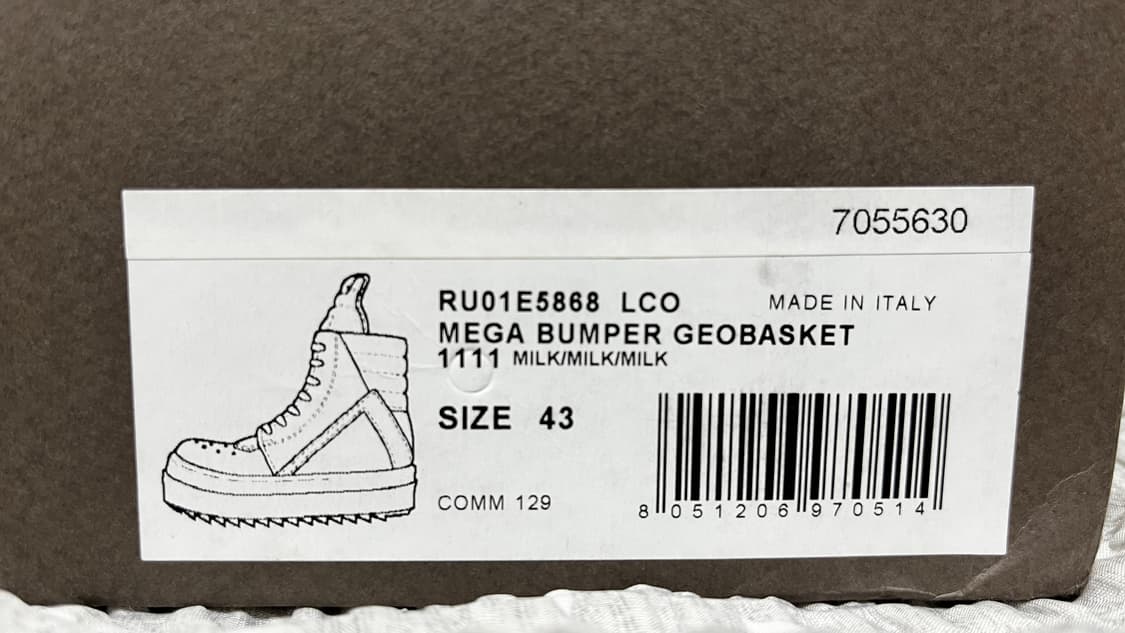 7055630
RU01E5868 LCO
MADE IN ITALY
MEGA BUMPER GEOBASKET
1111 MILK/MILK/MILK
SIZE 43
COMM 129
8 051206 970514